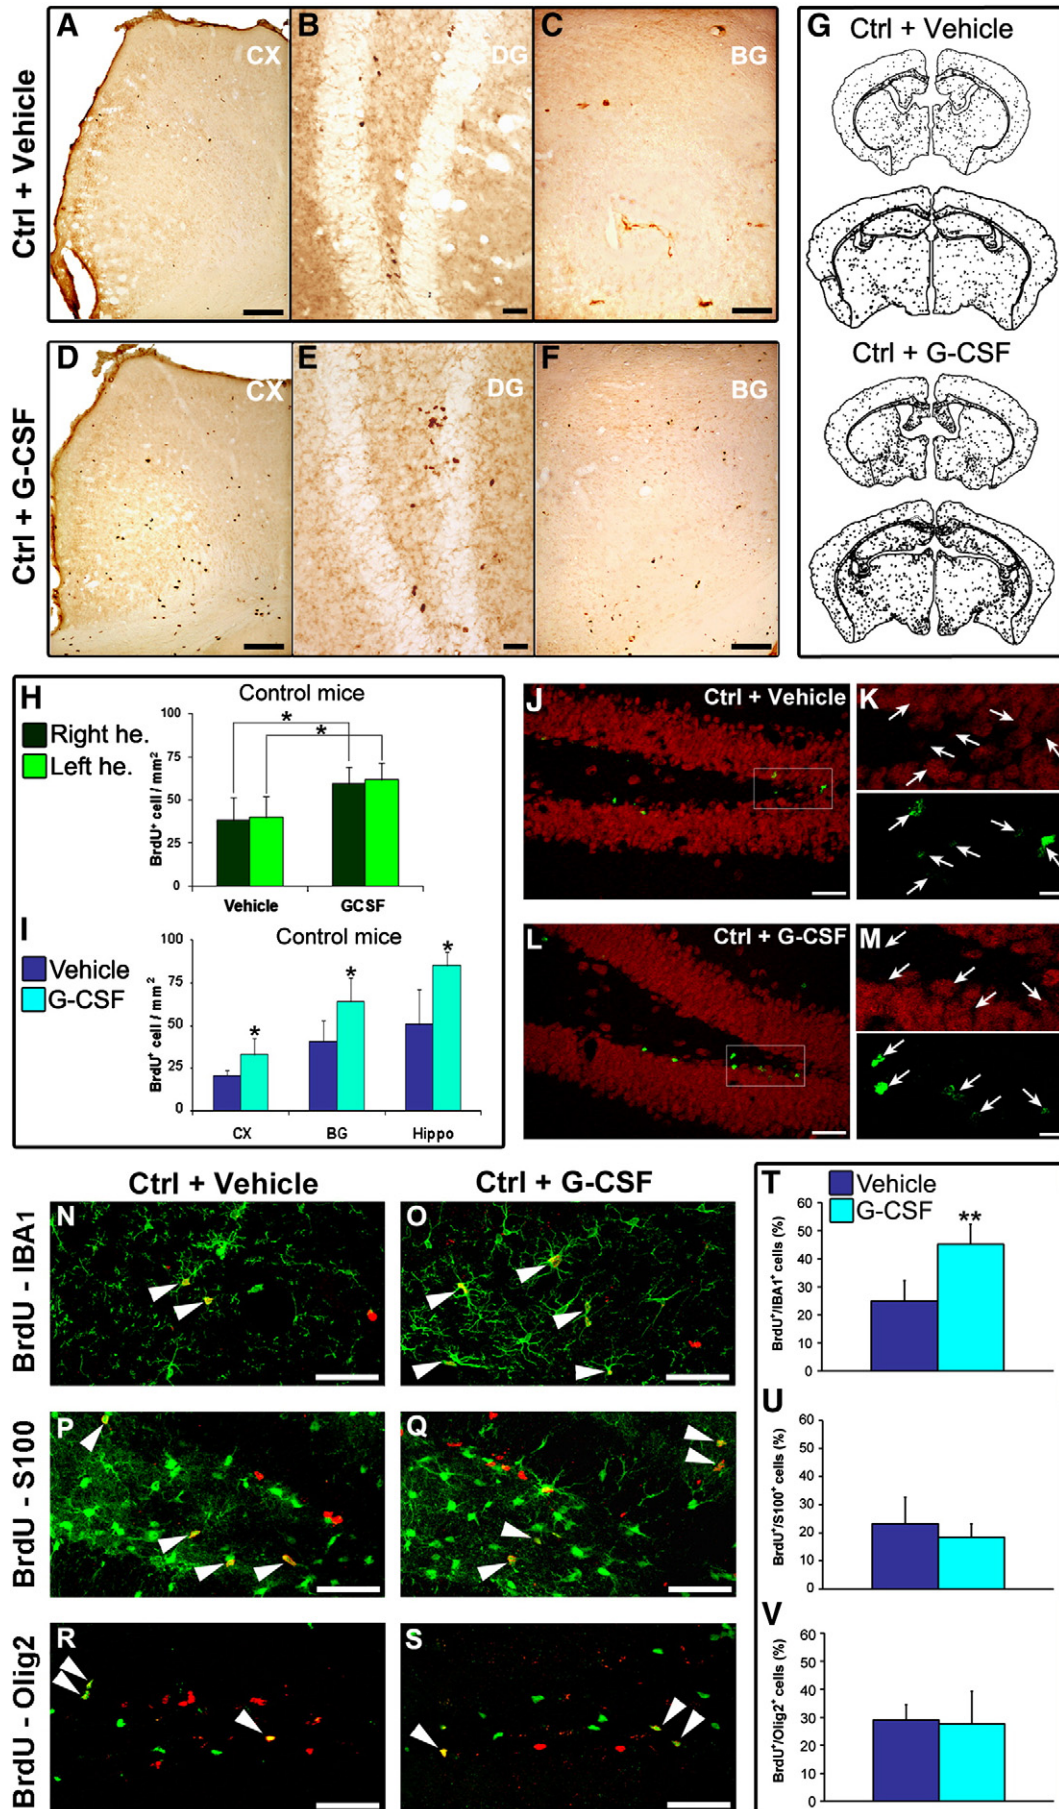 A
CX
B
DG
C
BG
Ctrl + Vehicle
G
Ctrl + Vehicle
Ctrl + G-CSF
D
CX
E
DG
F
BG
Ctrl + G-CSF
H
Control mice
Right he.
Left he.
BrdU⁺ cell / mm²
100
75
50
25
0
*
*
Vehicle
GCSF
I
Control mice
Vehicle
G-CSF
BrdU⁺ cell / mm²
100
75
50
25
0
*
*
*
CX
BG
Hippo
J
Ctrl + Vehicle
K
L
Ctrl + G-CSF
M
Ctrl + Vehicle
Ctrl + G-CSF
BrdU - IBA1
N
O
BrdU - S100
P
Q
BrdU - Olig2
R
S
T
Vehicle
G-CSF
BrdU⁺/IBA1⁺ cells (%)
60
50
40
30
20
10
0
**
U
BrdU⁺/S100⁺ cells (%)
60
50
40
30
20
10
0
V
BrdU⁺/Olig2⁺ cells (%)
60
50
40
30
20
10
0